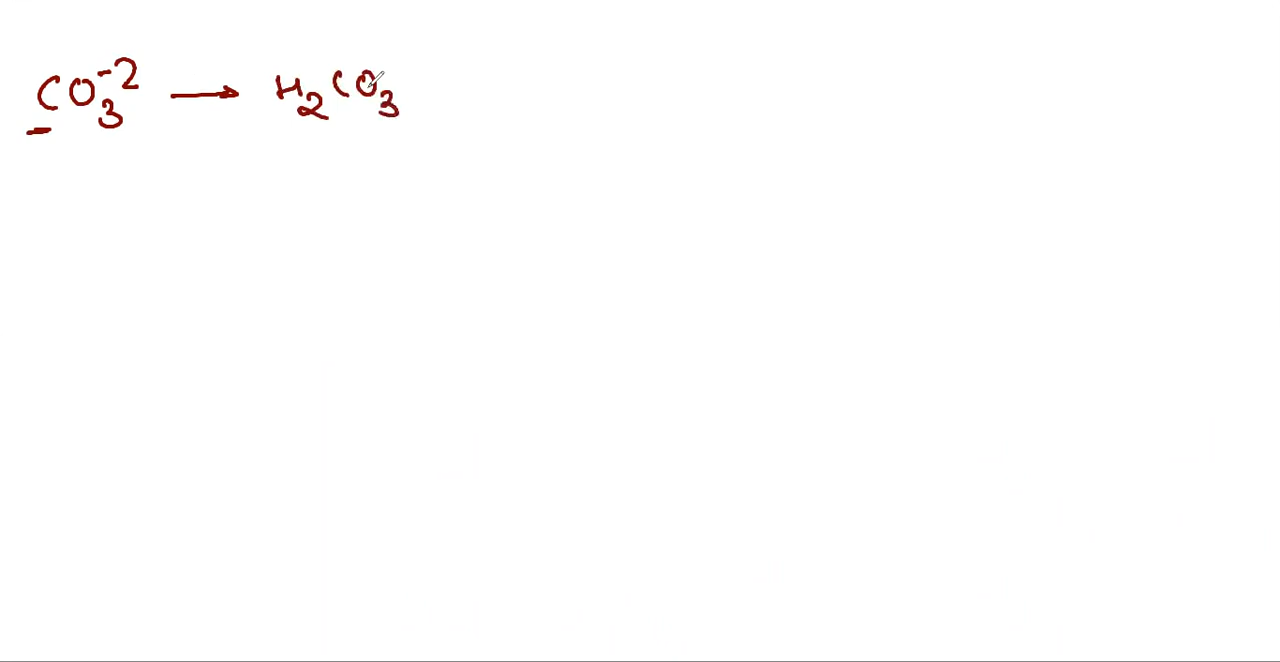 CO₃⁻² → H₂CO₃